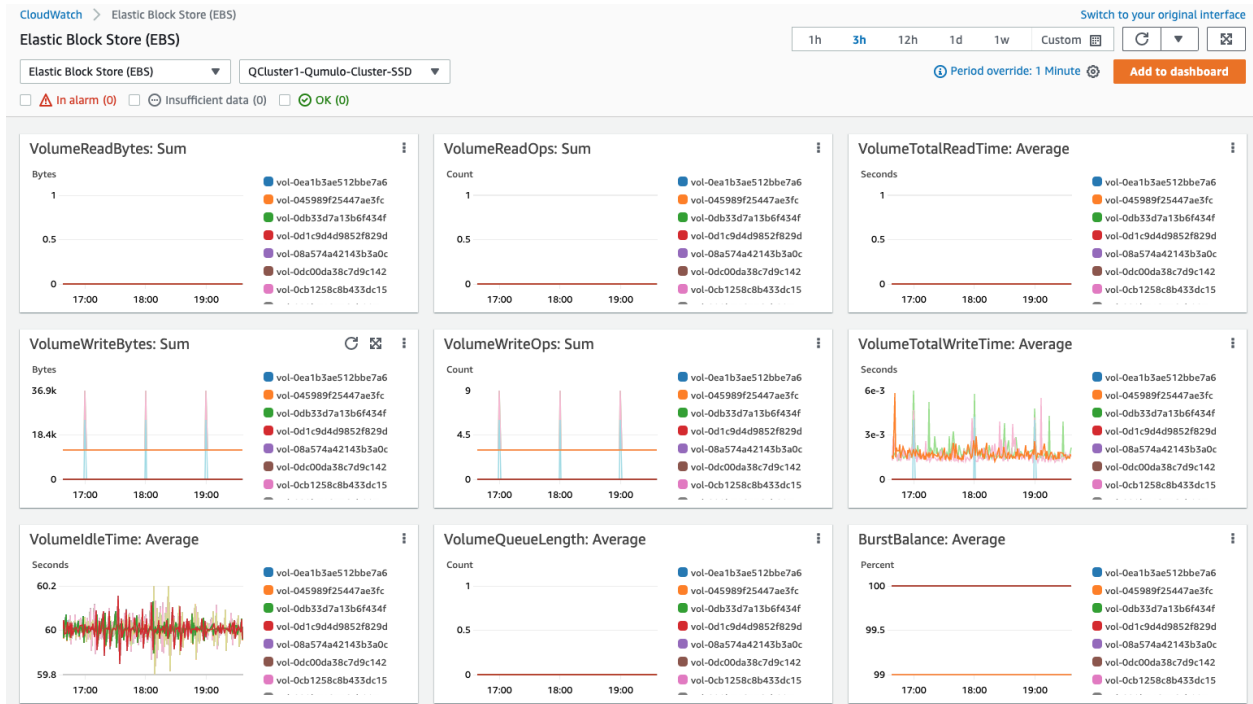 CloudWatch > Elastic Block Store (EBS)
Switch to your original interface
Elastic Block Store (EBS)
1h 3h 12h 1d 1w Custom
Elastic Block Store (EBS) QCluster1-Qumulo-Cluster-SSD
Period override: 1 Minute
Add to dashboard
In alarm (0) Insufficient data (0) OK (0)
VolumeReadBytes: Sum
Bytes
1
0.5
0
17:00 18:00 19:00
vol-0ea1b3ae512bbe7a6
vol-045989f25447ae3fc
vol-0db33d7a13b6f434f
vol-0d1c9d4d9852f829d
vol-08a574a42143b3a0c
vol-0dc00da38c7d9c142
vol-0cb1258c8b433dc15
VolumeReadOps: Sum
Count
1
0.5
0
17:00 18:00 19:00
vol-0ea1b3ae512bbe7a6
vol-045989f25447ae3fc
vol-0db33d7a13b6f434f
vol-0d1c9d4d9852f829d
vol-08a574a42143b3a0c
vol-0dc00da38c7d9c142
vol-0cb1258c8b433dc15
VolumeTotalReadTime: Average
Seconds
1
0.5
0
17:00 18:00 19:00
vol-0ea1b3ae512bbe7a6
vol-045989f25447ae3fc
vol-0db33d7a13b6f434f
vol-0d1c9d4d9852f829d
vol-08a574a42143b3a0c
vol-0dc00da38c7d9c142
vol-0cb1258c8b433dc15
VolumeWriteBytes: Sum
Bytes
36.9k
18.4k
0
17:00 18:00 19:00
vol-0ea1b3ae512bbe7a6
vol-045989f25447ae3fc
vol-0db33d7a13b6f434f
vol-0d1c9d4d9852f829d
vol-08a574a42143b3a0c
vol-0dc00da38c7d9c142
vol-0cb1258c8b433dc15
VolumeWriteOps: Sum
Count
9
4.5
0
17:00 18:00 19:00
vol-0ea1b3ae512bbe7a6
vol-045989f25447ae3fc
vol-0db33d7a13b6f434f
vol-0d1c9d4d9852f829d
vol-08a574a42143b3a0c
vol-0dc00da38c7d9c142
vol-0cb1258c8b433dc15
VolumeTotalWriteTime: Average
Seconds
6e-3
3e-3
0
17:00 18:00 19:00
vol-0ea1b3ae512bbe7a6
vol-045989f25447ae3fc
vol-0db33d7a13b6f434f
vol-0d1c9d4d9852f829d
vol-08a574a42143b3a0c
vol-0dc00da38c7d9c142
vol-0cb1258c8b433dc15
VolumeIdleTime: Average
Seconds
60.2
60
59.8
17:00 18:00 19:00
vol-0ea1b3ae512bbe7a6
vol-045989f25447ae3fc
vol-0db33d7a13b6f434f
vol-0d1c9d4d9852f829d
vol-08a574a42143b3a0c
vol-0dc00da38c7d9c142
vol-0cb1258c8b433dc15
VolumeQueueLength: Average
Count
1
0.5
0
17:00 18:00 19:00
vol-0ea1b3ae512bbe7a6
vol-045989f25447ae3fc
vol-0db33d7a13b6f434f
vol-0d1c9d4d9852f829d
vol-08a574a42143b3a0c
vol-0dc00da38c7d9c142
vol-0cb1258c8b433dc15
BurstBalance: Average
Percent
100
99.5
99
17:00 18:00 19:00
vol-0ea1b3ae512bbe7a6
vol-045989f25447ae3fc
vol-0db33d7a13b6f434f
vol-0d1c9d4d9852f829d
vol-08a574a42143b3a0c
vol-0dc00da38c7d9c142
vol-0cb1258c8b433dc15